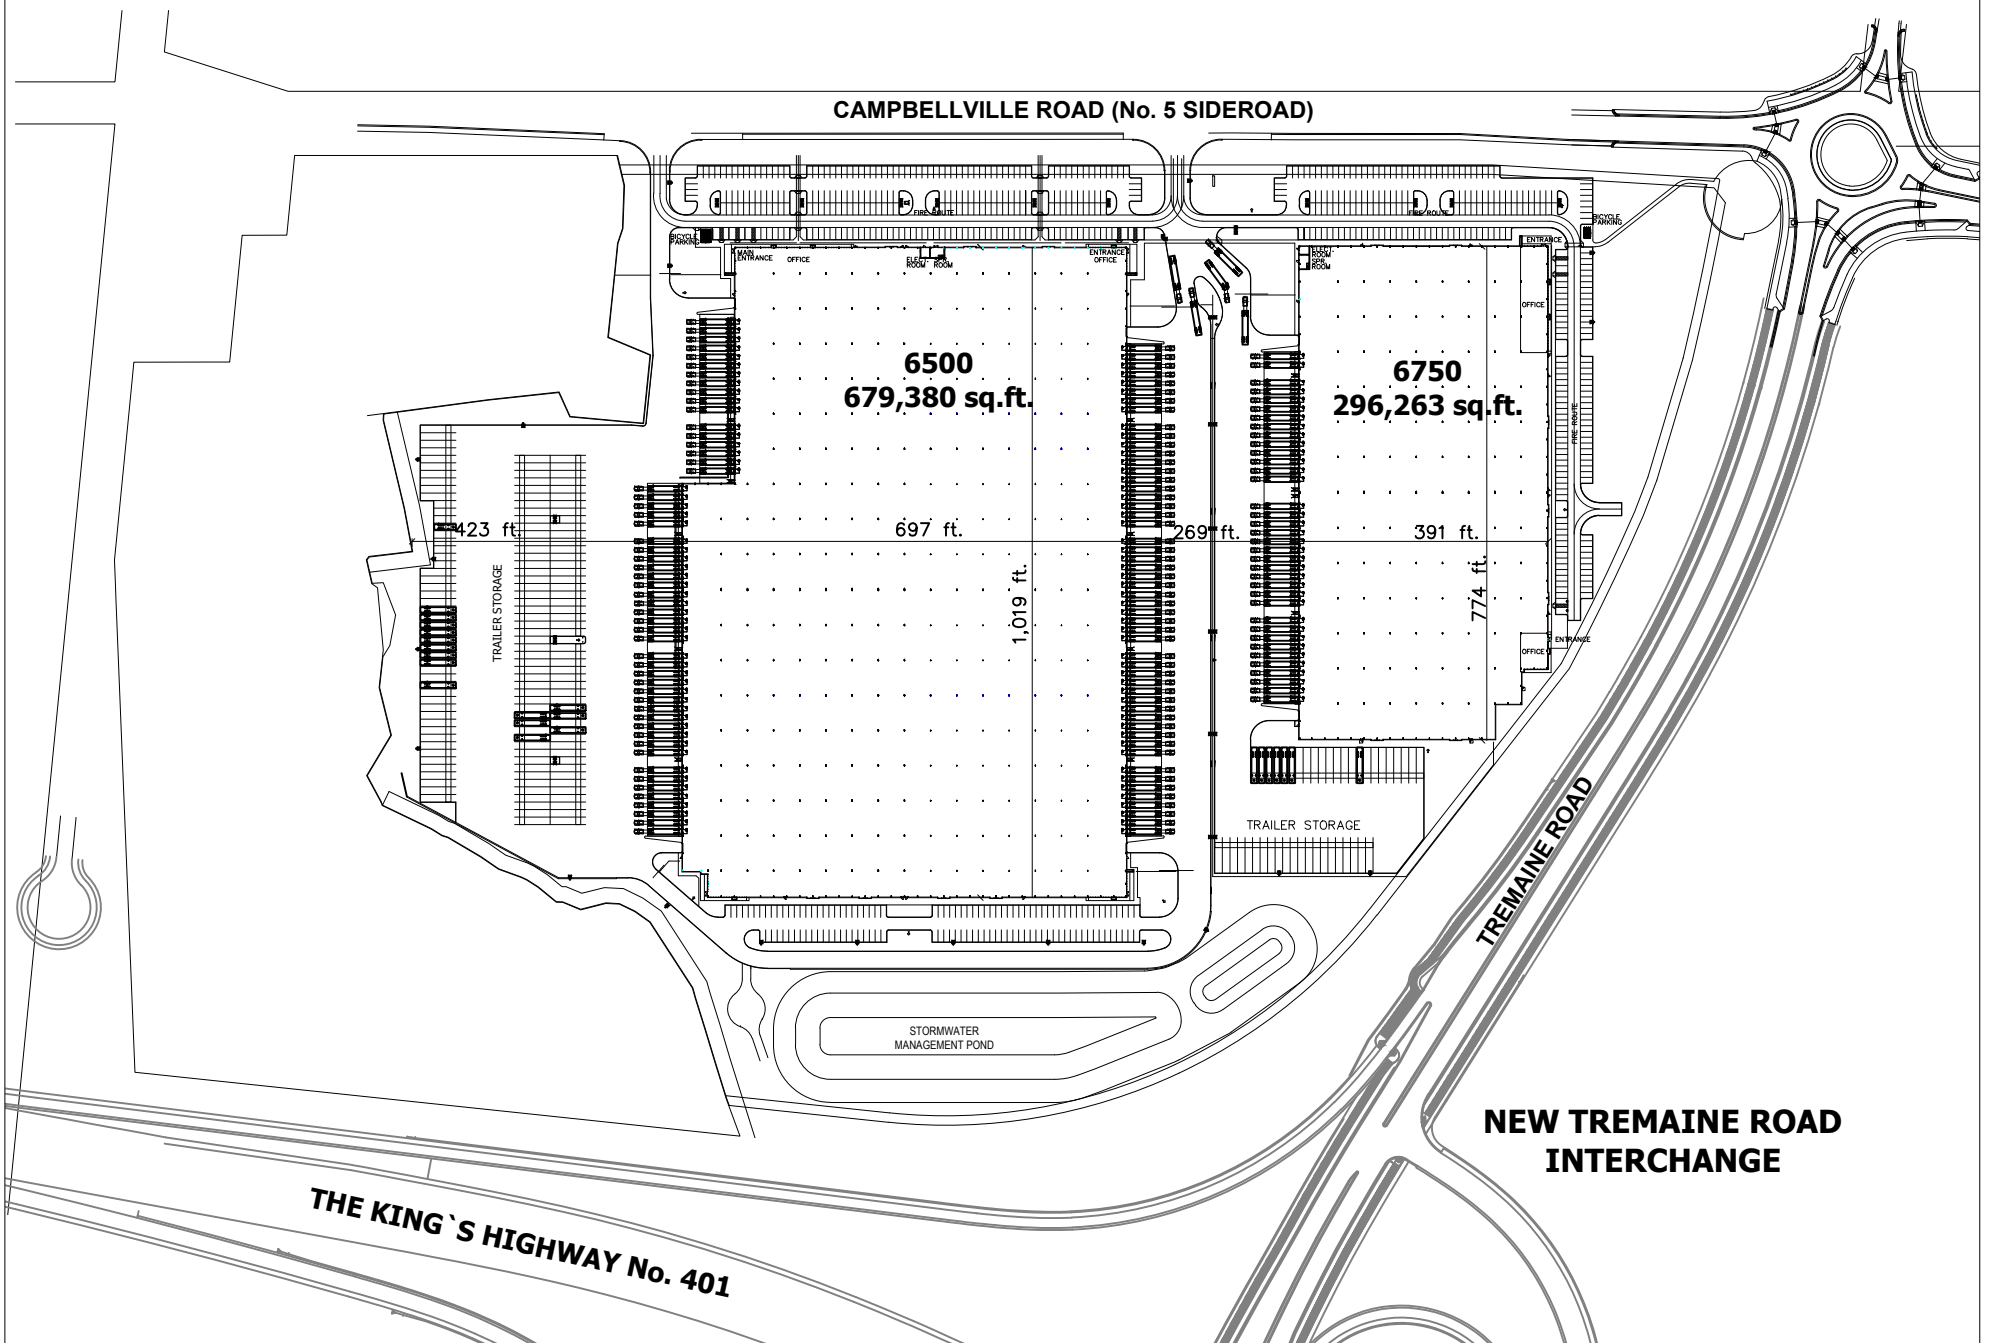 CAMPBELLVILLE ROAD (No. 5 SIDEROAD)
FIRE ROUTE
FIRE ROUTE
BICYCLE
PARKING
BICYCLE
PARKING
MAIN
ENTRANCE
OFFICE
ELECT.
ROOM
SPR.
ROOM
ENTRANCE
OFFICE
ELECT.
ROOM
SPR.
ROOM
ENTRANCE
OFFICE
6500
679,380 sq.ft.
6750
296,263 sq.ft.
FIRE ROUTE
423 ft.
697 ft.
269 ft.
391 ft.
1,019 ft.
774 ft.
TRAILER STORAGE
ENTRANCE
OFFICE
TRAILER STORAGE
TREMAINE ROAD
STORMWATER
MANAGEMENT POND
NEW TREMAINE ROAD
INTERCHANGE
THE KING`S HIGHWAY No. 401